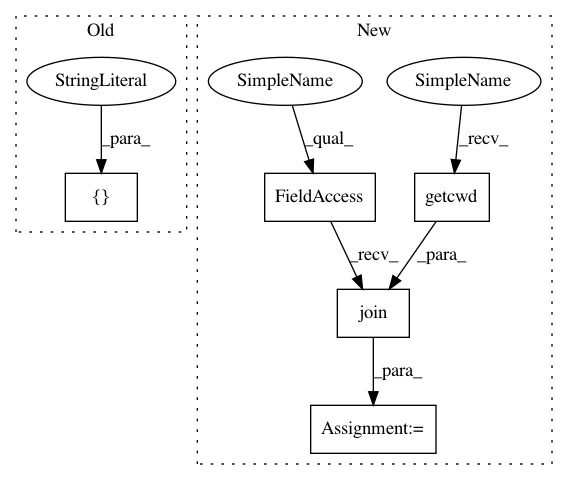 Old
New
StringLiteral
SimpleName
SimpleName
_para_
_qual_
_recv_
{}
FieldAccess
getcwd
_recv_
_para_
join
_para_
Assignment:=